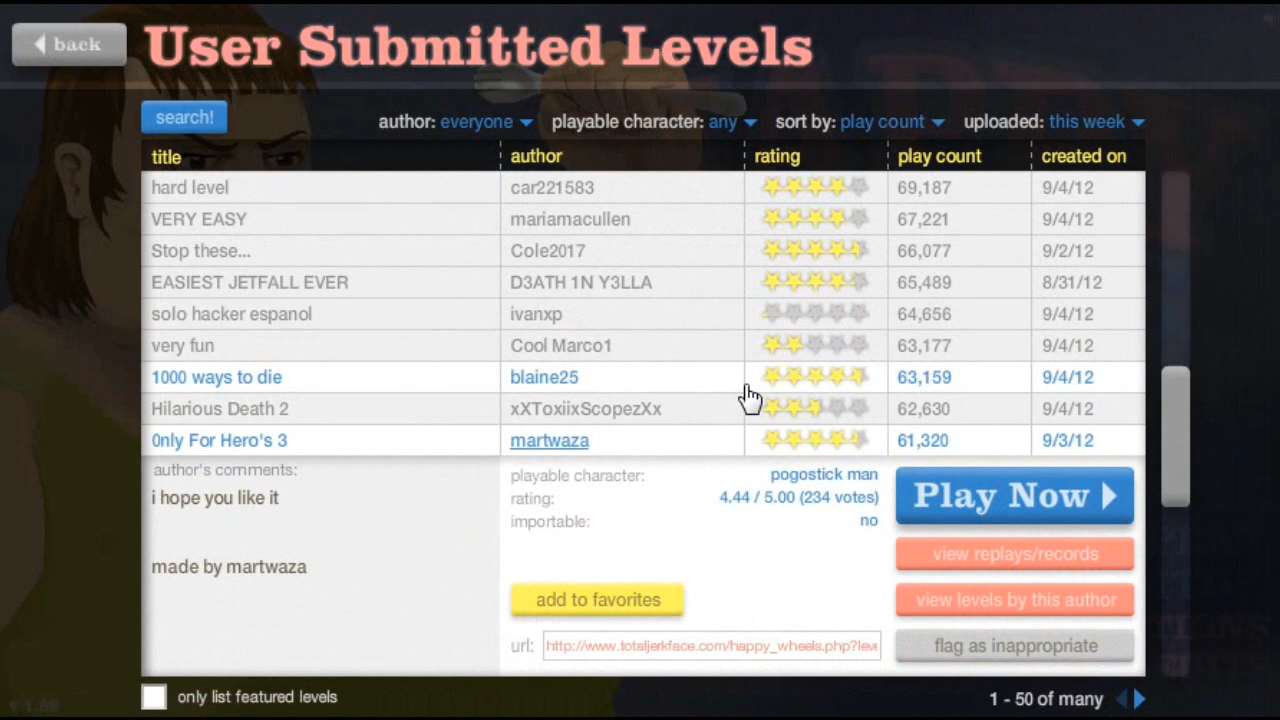 back
User Submitted Levels
search!
author: everyone playable character: any sort by: play count uploaded: this week
title author rating play count created on
hard level car221583 69,187 9/4/12
VERY EASY mariamacullen 67,221 9/4/12
Stop these... Cole2017 66,077 9/2/12
EASIEST JETFALL EVER D3ATH 1N Y3LLA 65,489 8/31/12
solo hacker espanol ivanxp 64,656 9/4/12
very fun Cool Marco1 63,177 9/4/12
1000 ways to die blaine25 63,159 9/4/12
Hilarious Death 2 xXToxiixScopezXx 62,630 9/4/12
0nly For Hero's 3 martwaza 61,320 9/3/12
author's comments:
i hope you like it
made by martwaza
playable character: pogostick man
rating: 4.44 / 5.00 (234 votes)
importable: no
add to favorites
url: http://www.totaljerkface.com/happy_wheels.php?leve
Play Now
view replays/records
view levels by this author
flag as inappropriate
only list featured levels
1 - 50 of many